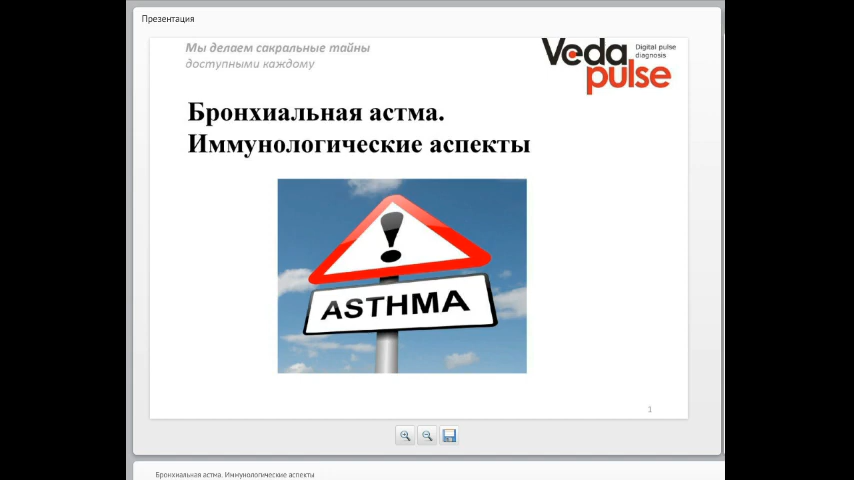 Презентация
Мы делаем сакральные тайны
доступными каждому
Veda
pulse
Digital pulse
diagnosis
Бронхиальная астма.
Иммунологические аспекты
ASTHMA
1
Бронхиальная астма. Иммунологические аспекты